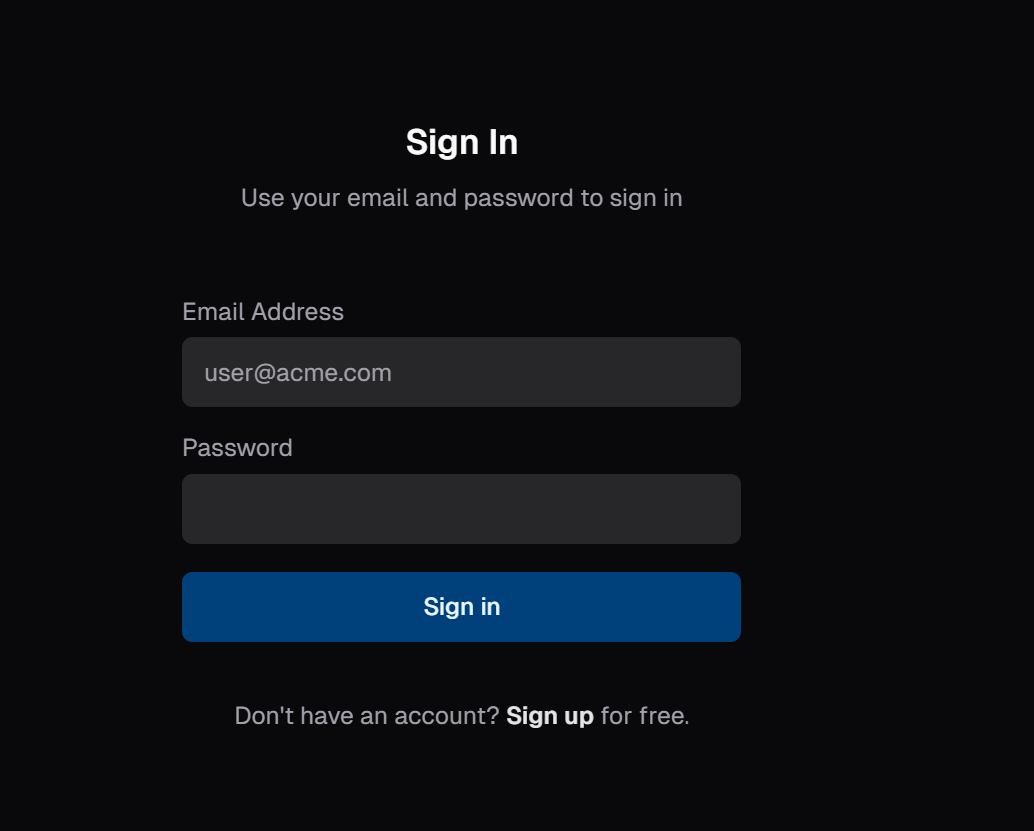 Sign In
Use your email and password to sign in
Email Address
user@acme.com
Password
Sign in
Don't have an account? Sign up for free.